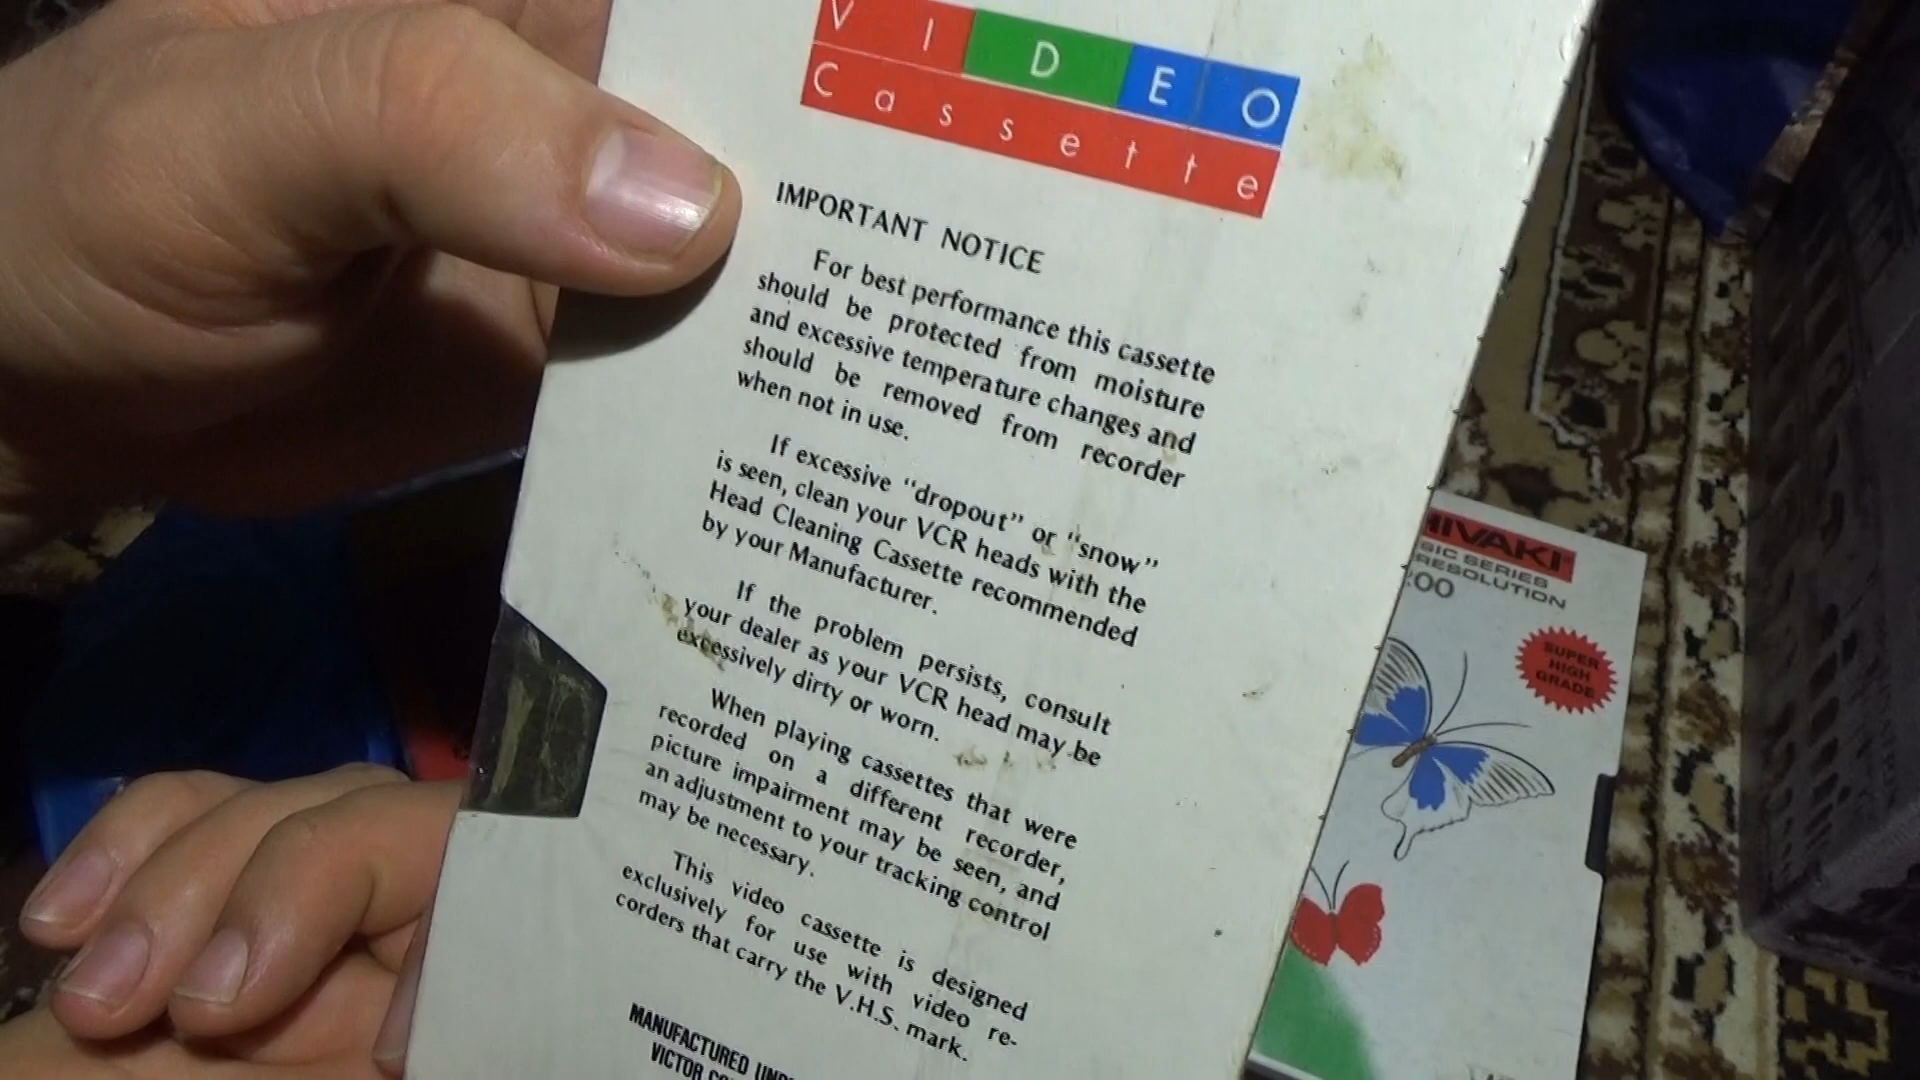 VIDEO
Cassette
IMPORTANT NOTICE
For best performance this cassette
should be protected from moisture
and excessive temperature changes and
should be removed from recorder
when not in use.
If excessive “dropout” or “snow”
is seen, clean your VCR heads with the
Head Cleaning Cassette recommended
by your Manufacturer.
If the problem persists, consult
your dealer as your VCR head may be
excessively dirty or worn.
When playing cassettes that were
recorded on a different recorder,
picture impairment may be seen, and
an adjustment to your tracking control
may be necessary.
This video cassette is designed
exclusively for use with video re-
corders that carry the V.H.S. mark.
MANUFACTURED
VICTOR
SERIES
RESOLUTION
SUPER
HIGH
GRADE